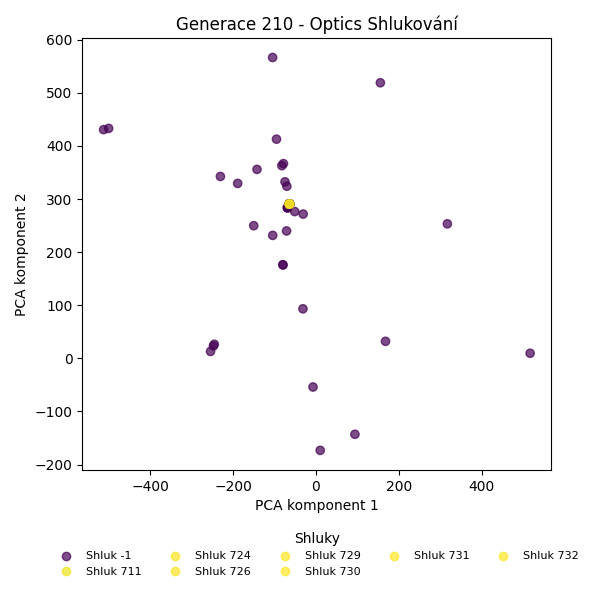 Generace 210 - Optics Shlukování
600
500
400
300
200
100
0
−100
−200
PCA komponent 2
−400 −200 0 200 400
PCA komponent 1
Shluky
Shluk -1 Shluk 724 Shluk 729 Shluk 731 Shluk 732
Shluk 711 Shluk 726 Shluk 730